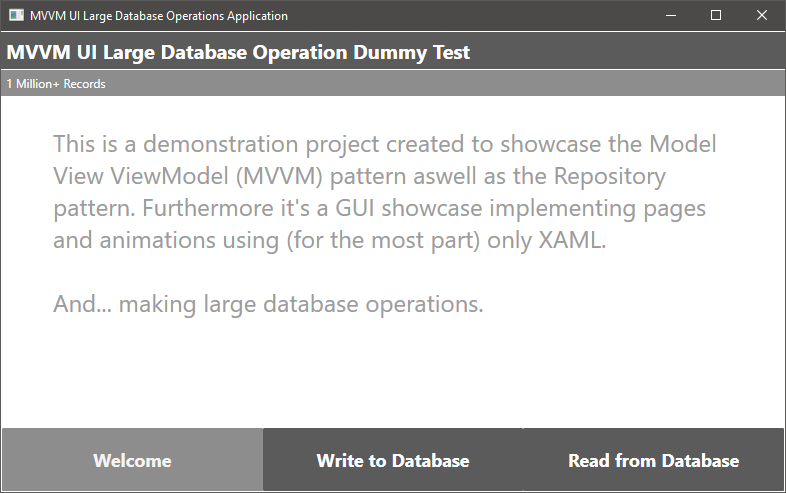 MVVM UI Large Database Operations Application
MVVM UI Large Database Operation Dummy Test
1 Million+ Records
This is a demonstration project created to showcase the Model
View ViewModel (MVVM) pattern aswell as the Repository
pattern. Furthermore it's a GUI showcase implementing pages
and animations using (for the most part) only XAML.
And... making large database operations.
Welcome
Write to Database
Read from Database